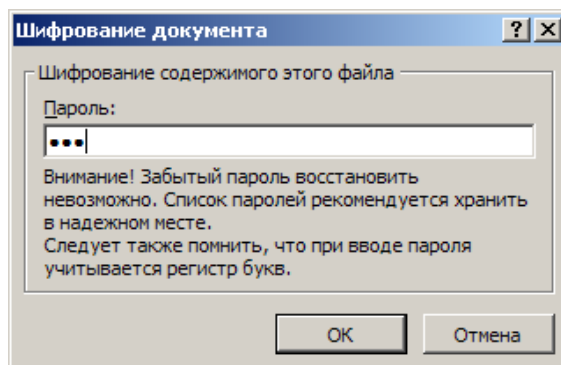 Шифрование документа
Шифрование содержимого этого файла
Пароль:
•••
Внимание! Забытый пароль восстановить
невозможно. Список паролей рекомендуется хранить
в надежном месте.
Следует также помнить, что при вводе пароля
учитывается регистр букв.
ОК Отмена